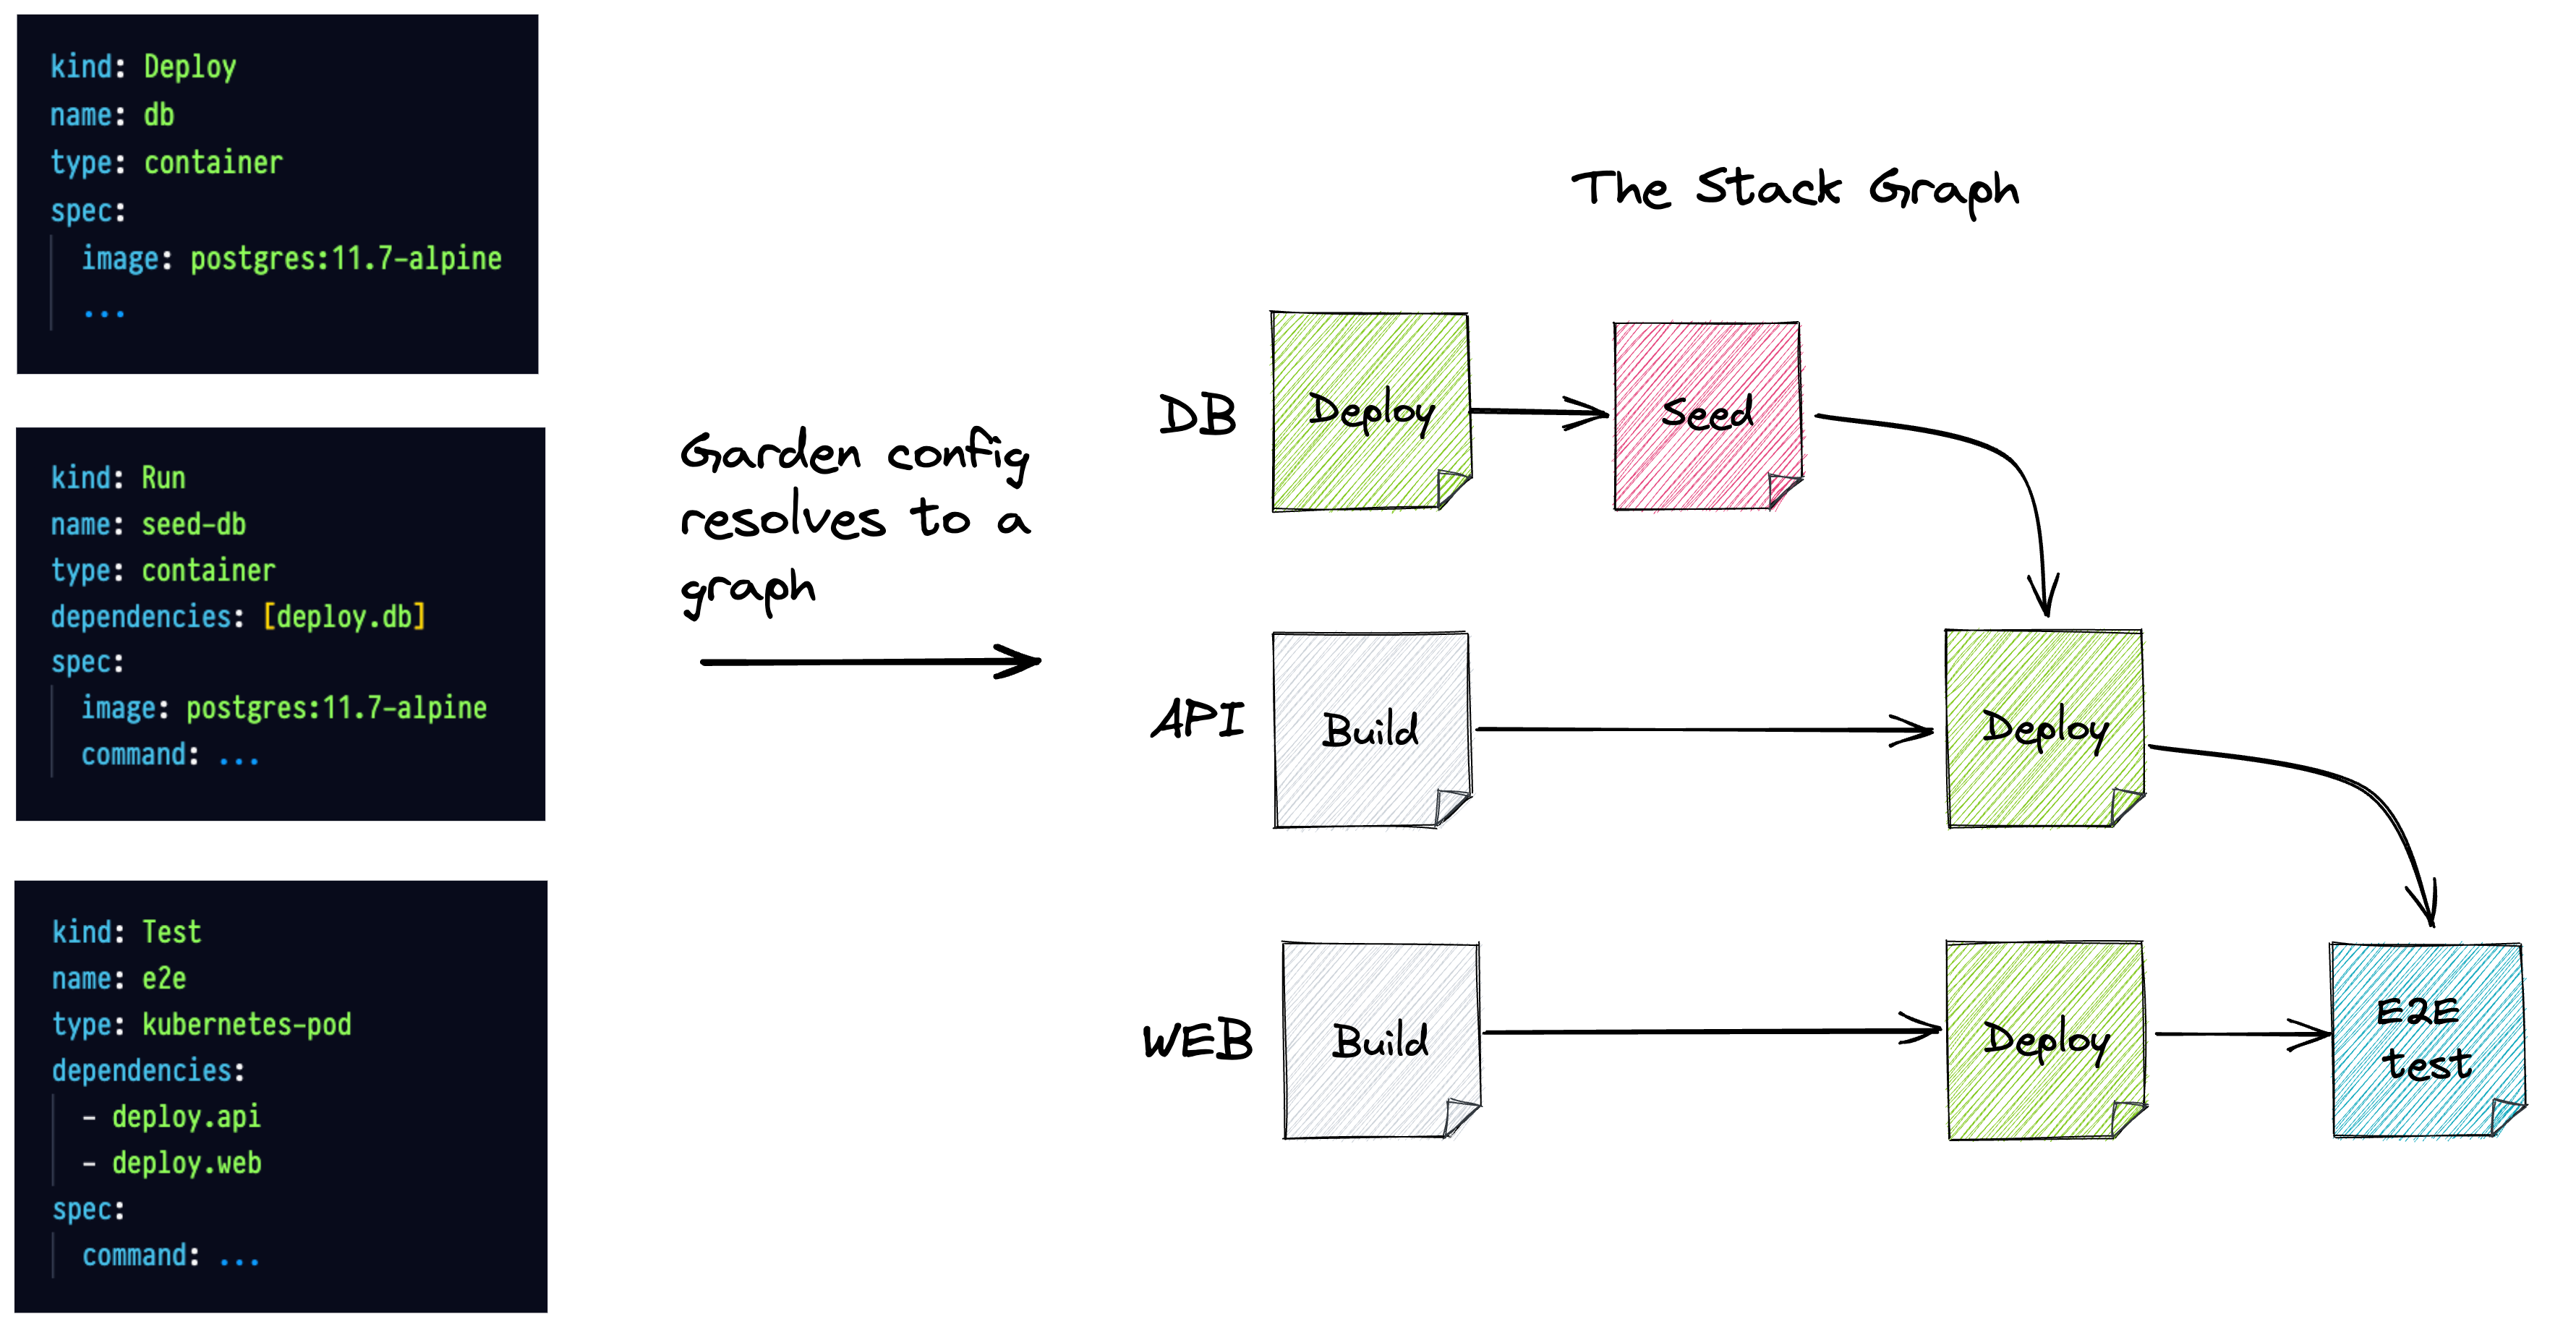 kind: Deploy
name: db
type: container
spec:
image: postgres:11.7-alpine
...
kind: Run
name: seed-db
type: container
dependencies: [deploy.db]
spec:
image: postgres:11.7-alpine
command: ...
kind: Test
name: e2e
type: kubernetes-pod
dependencies:
- deploy.api
- deploy.web
spec:
command: ...
Garden config
resolves to a
graph
The Stack Graph
DB
Deploy
Seed
API
Build
Deploy
WEB
Build
Deploy
E2E
test